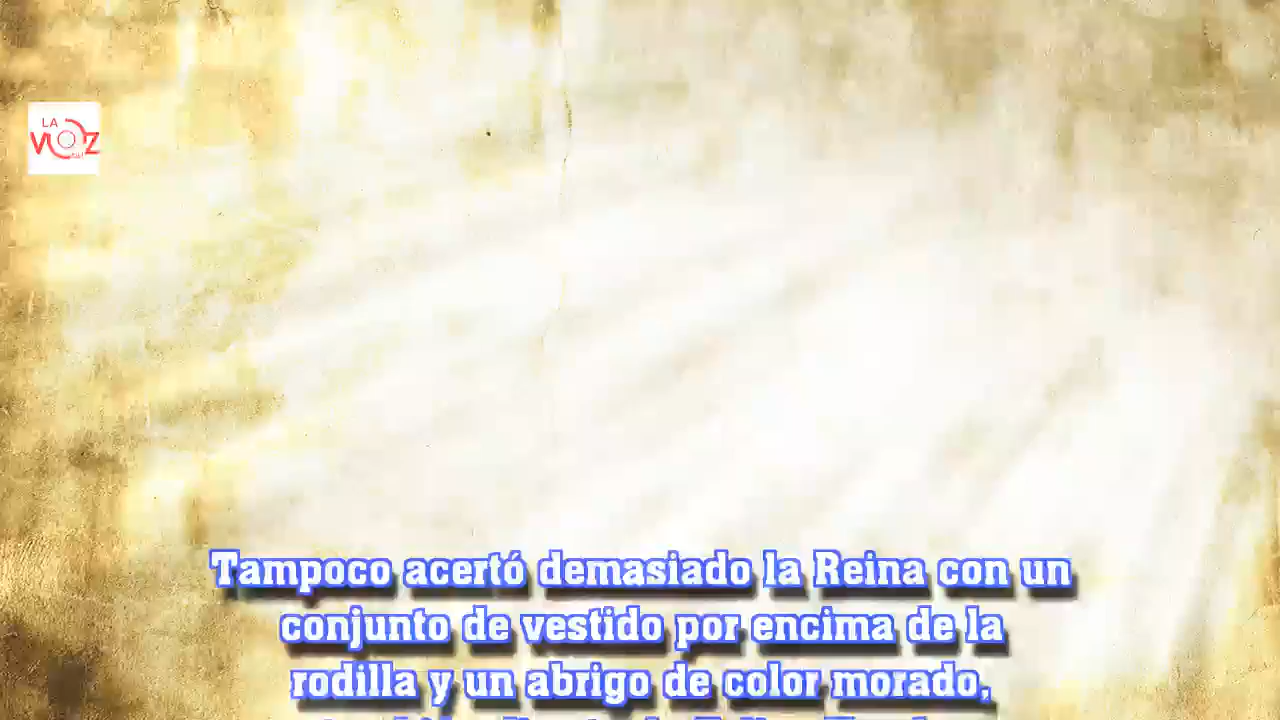 LA
VOZ
Tampoco acertó demasiado la Reina con un
conjunto de vestido por encima de la
rodilla y un abrigo de color morado,